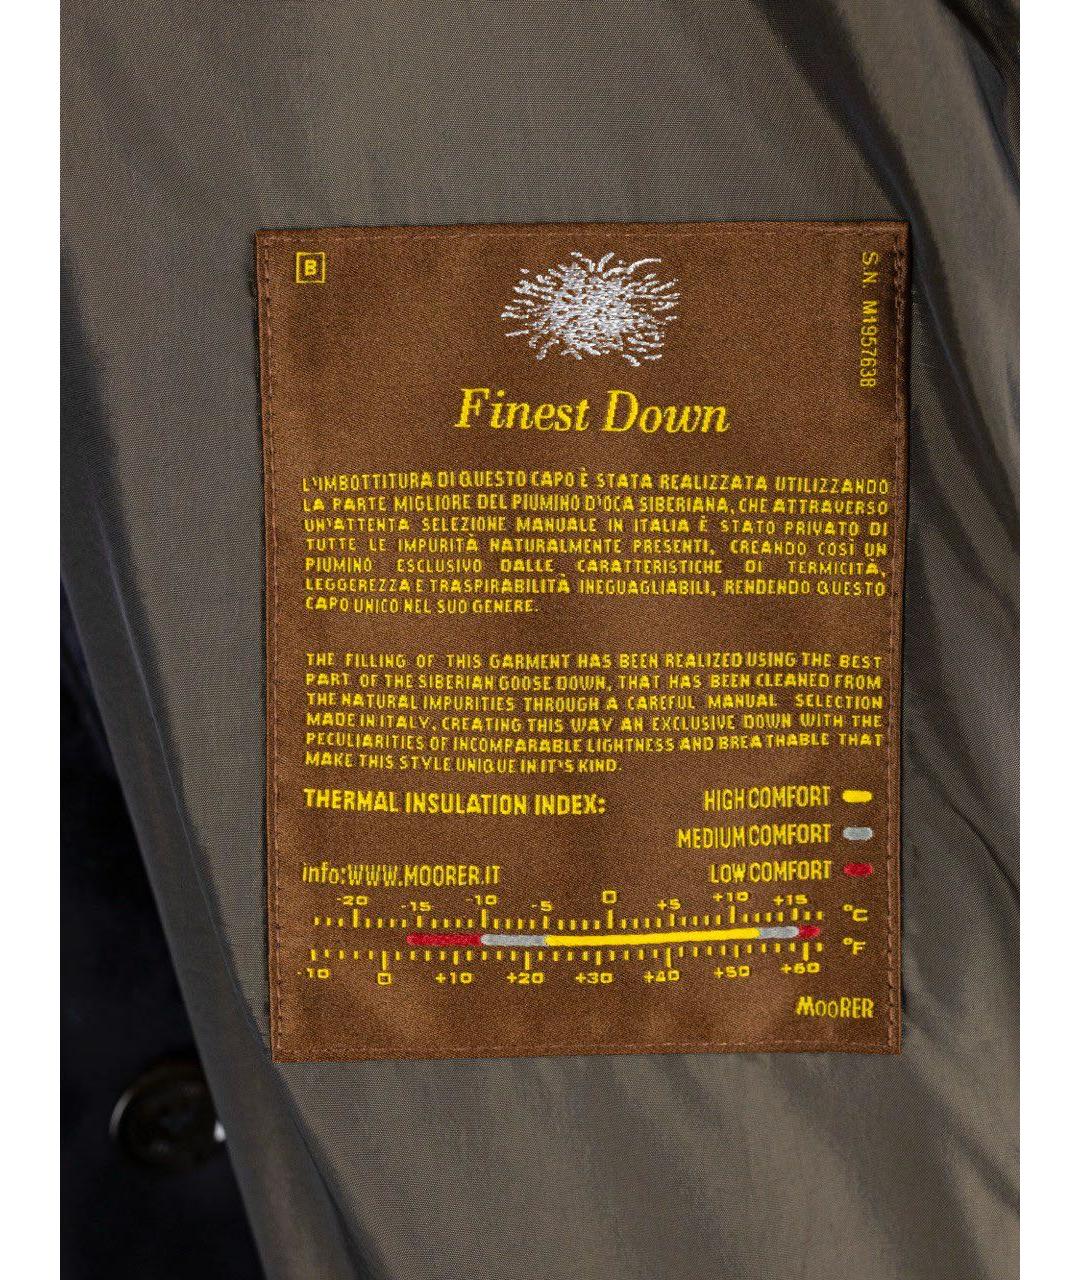 B
S.N. M1957638
Finest Down
L'IMBOTTITURA DI QUESTO CAPO È STATA REALIZZATA UTILIZZANDO
LA PARTE MIGLIORE DEL PIUMINO D'OCA SIBERIANA, CHE ATTRAVERSO
UN'ATTENTA SELEZIONE MANUALE IN ITALIA È STATO PRIVATO DI
TUTTE LE IMPURITÀ NATURALMENTE PRESENTI, CREANDO COSÌ UN
PIUMINO ESCLUSIVO DALLE CARATTERISTICHE DI TERMICITÀ,
LEGGEREZZA E TRASPIRABILITÀ INEGUAGLIABILI, RENDENDO QUESTO
CAPO UNICO NEL SUO GENERE.
THE FILLING OF THIS GARMENT HAS BEEN REALIZED USING THE BEST
PART OF THE SIBERIAN GOOSE DOWN, THAT HAS BEEN CLEANED FROM
THE NATURAL IMPURITIES THROUGH A CAREFUL MANUAL SELECTION
MADE IN ITALY, CREATING THIS WAY AN EXCLUSIVE DOWN WITH THE
PECULIARITIES OF INCOMPARABLE LIGHTNESS AND BREATHABLE THAT
MAKE THIS STYLE UNIQUE IN IT'S KIND.
THERMAL INSULATION INDEX: HIGH COMFORT
MEDIUM COMFORT
info:WWW.MOORER.IT LOW COMFORT
-20 -15 -10 -5 0 +5 +10 +15 °C
-10 0 +10 +20 +30 +40 +50 +60 °F
MOORER